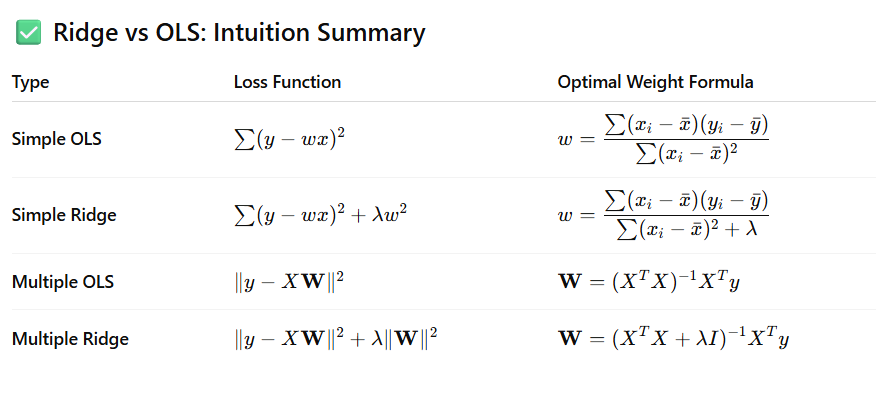 ✅ Ridge vs OLS: Intuition Summary
Type Loss Function Optimal Weight Formula
Simple OLS ∑(y − wx)² w = ∑(xᵢ − x̄)(yᵢ − ȳ) / ∑(xᵢ − x̄)²
Simple Ridge ∑(y − wx)² + λw² w = ∑(xᵢ − x̄)(yᵢ − ȳ) / ∑(xᵢ − x̄)² + λ
Multiple OLS ‖y − XW‖² W = (XᵀX)⁻¹Xᵀy
Multiple Ridge ‖y − XW‖² + λ‖W‖² W = (XᵀX + λI)⁻¹Xᵀy